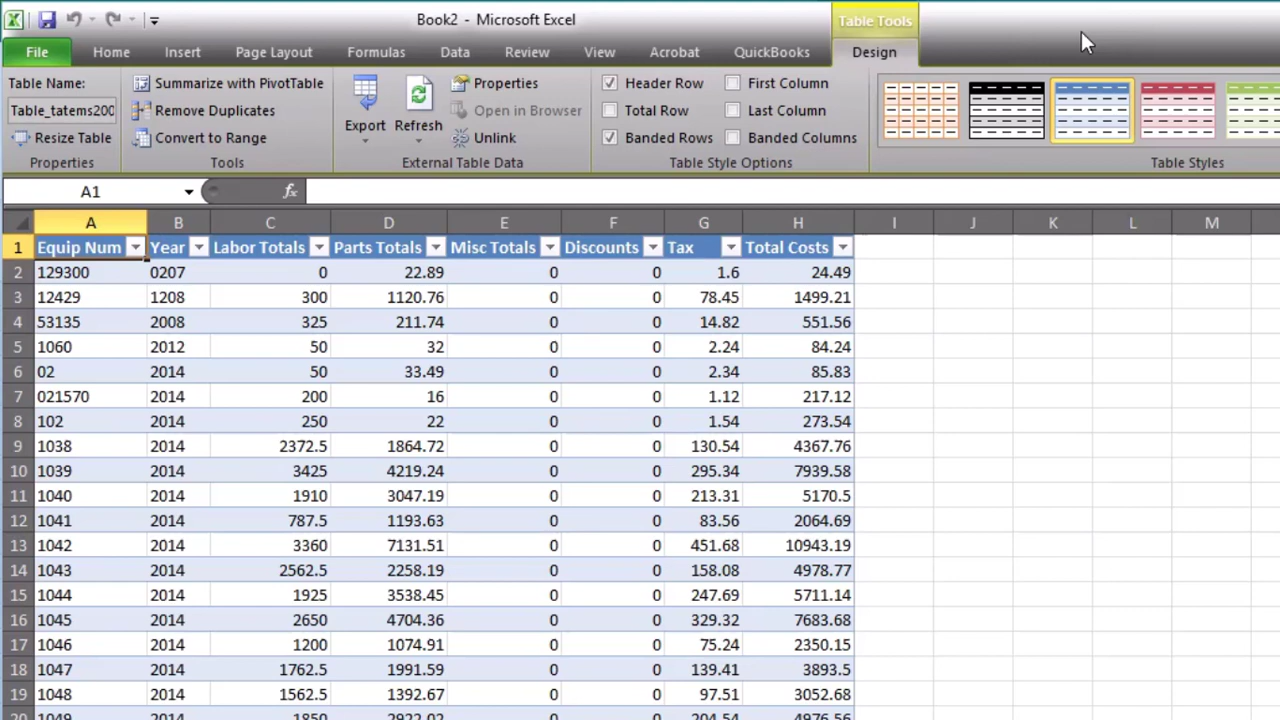 Book2 - Microsoft Excel
Table Tools
File Home Insert Page Layout Formulas Data Review View Acrobat QuickBooks Design
Table Name: Summarize with PivotTable Properties Header Row First Column
Table_tatems200 Remove Duplicates Open in Browser Total Row Last Column
Resize Table Convert to Range Export Refresh Unlink Banded Rows Banded Columns
Properties Tools External Table Data Table Style Options Table Styles
A1 fx
A B C D E F G H I J K L M
1 Equip Num Year Labor Totals Parts Totals Misc Totals Discounts Tax Total Costs
2 129300 0207 0 22.89 0 0 1.6 24.49
3 12429 1208 300 1120.76 0 0 78.45 1499.21
4 53135 2008 325 211.74 0 0 14.82 551.56
5 1060 2012 50 32 0 0 2.24 84.24
6 02 2014 50 33.49 0 0 2.34 85.83
7 021570 2014 200 16 0 0 1.12 217.12
8 102 2014 250 22 0 0 1.54 273.54
9 1038 2014 2372.5 1864.72 0 0 130.54 4367.76
10 1039 2014 3425 4219.24 0 0 295.34 7939.58
11 1040 2014 1910 3047.19 0 0 213.31 5170.5
12 1041 2014 787.5 1193.63 0 0 83.56 2064.69
13 1042 2014 3360 7131.51 0 0 451.68 10943.19
14 1043 2014 2562.5 2258.19 0 0 158.08 4978.77
15 1044 2014 1925 3538.45 0 0 247.69 5711.14
16 1045 2014 2650 4704.36 0 0 329.32 7683.68
17 1046 2014 1200 1074.91 0 0 75.24 2350.15
18 1047 2014 1762.5 1991.59 0 0 139.41 3893.5
19 1048 2014 1562.5 1392.67 0 0 97.51 3052.68
20 1049 2014 1850 2922.02 0 0 204.54 4976.56